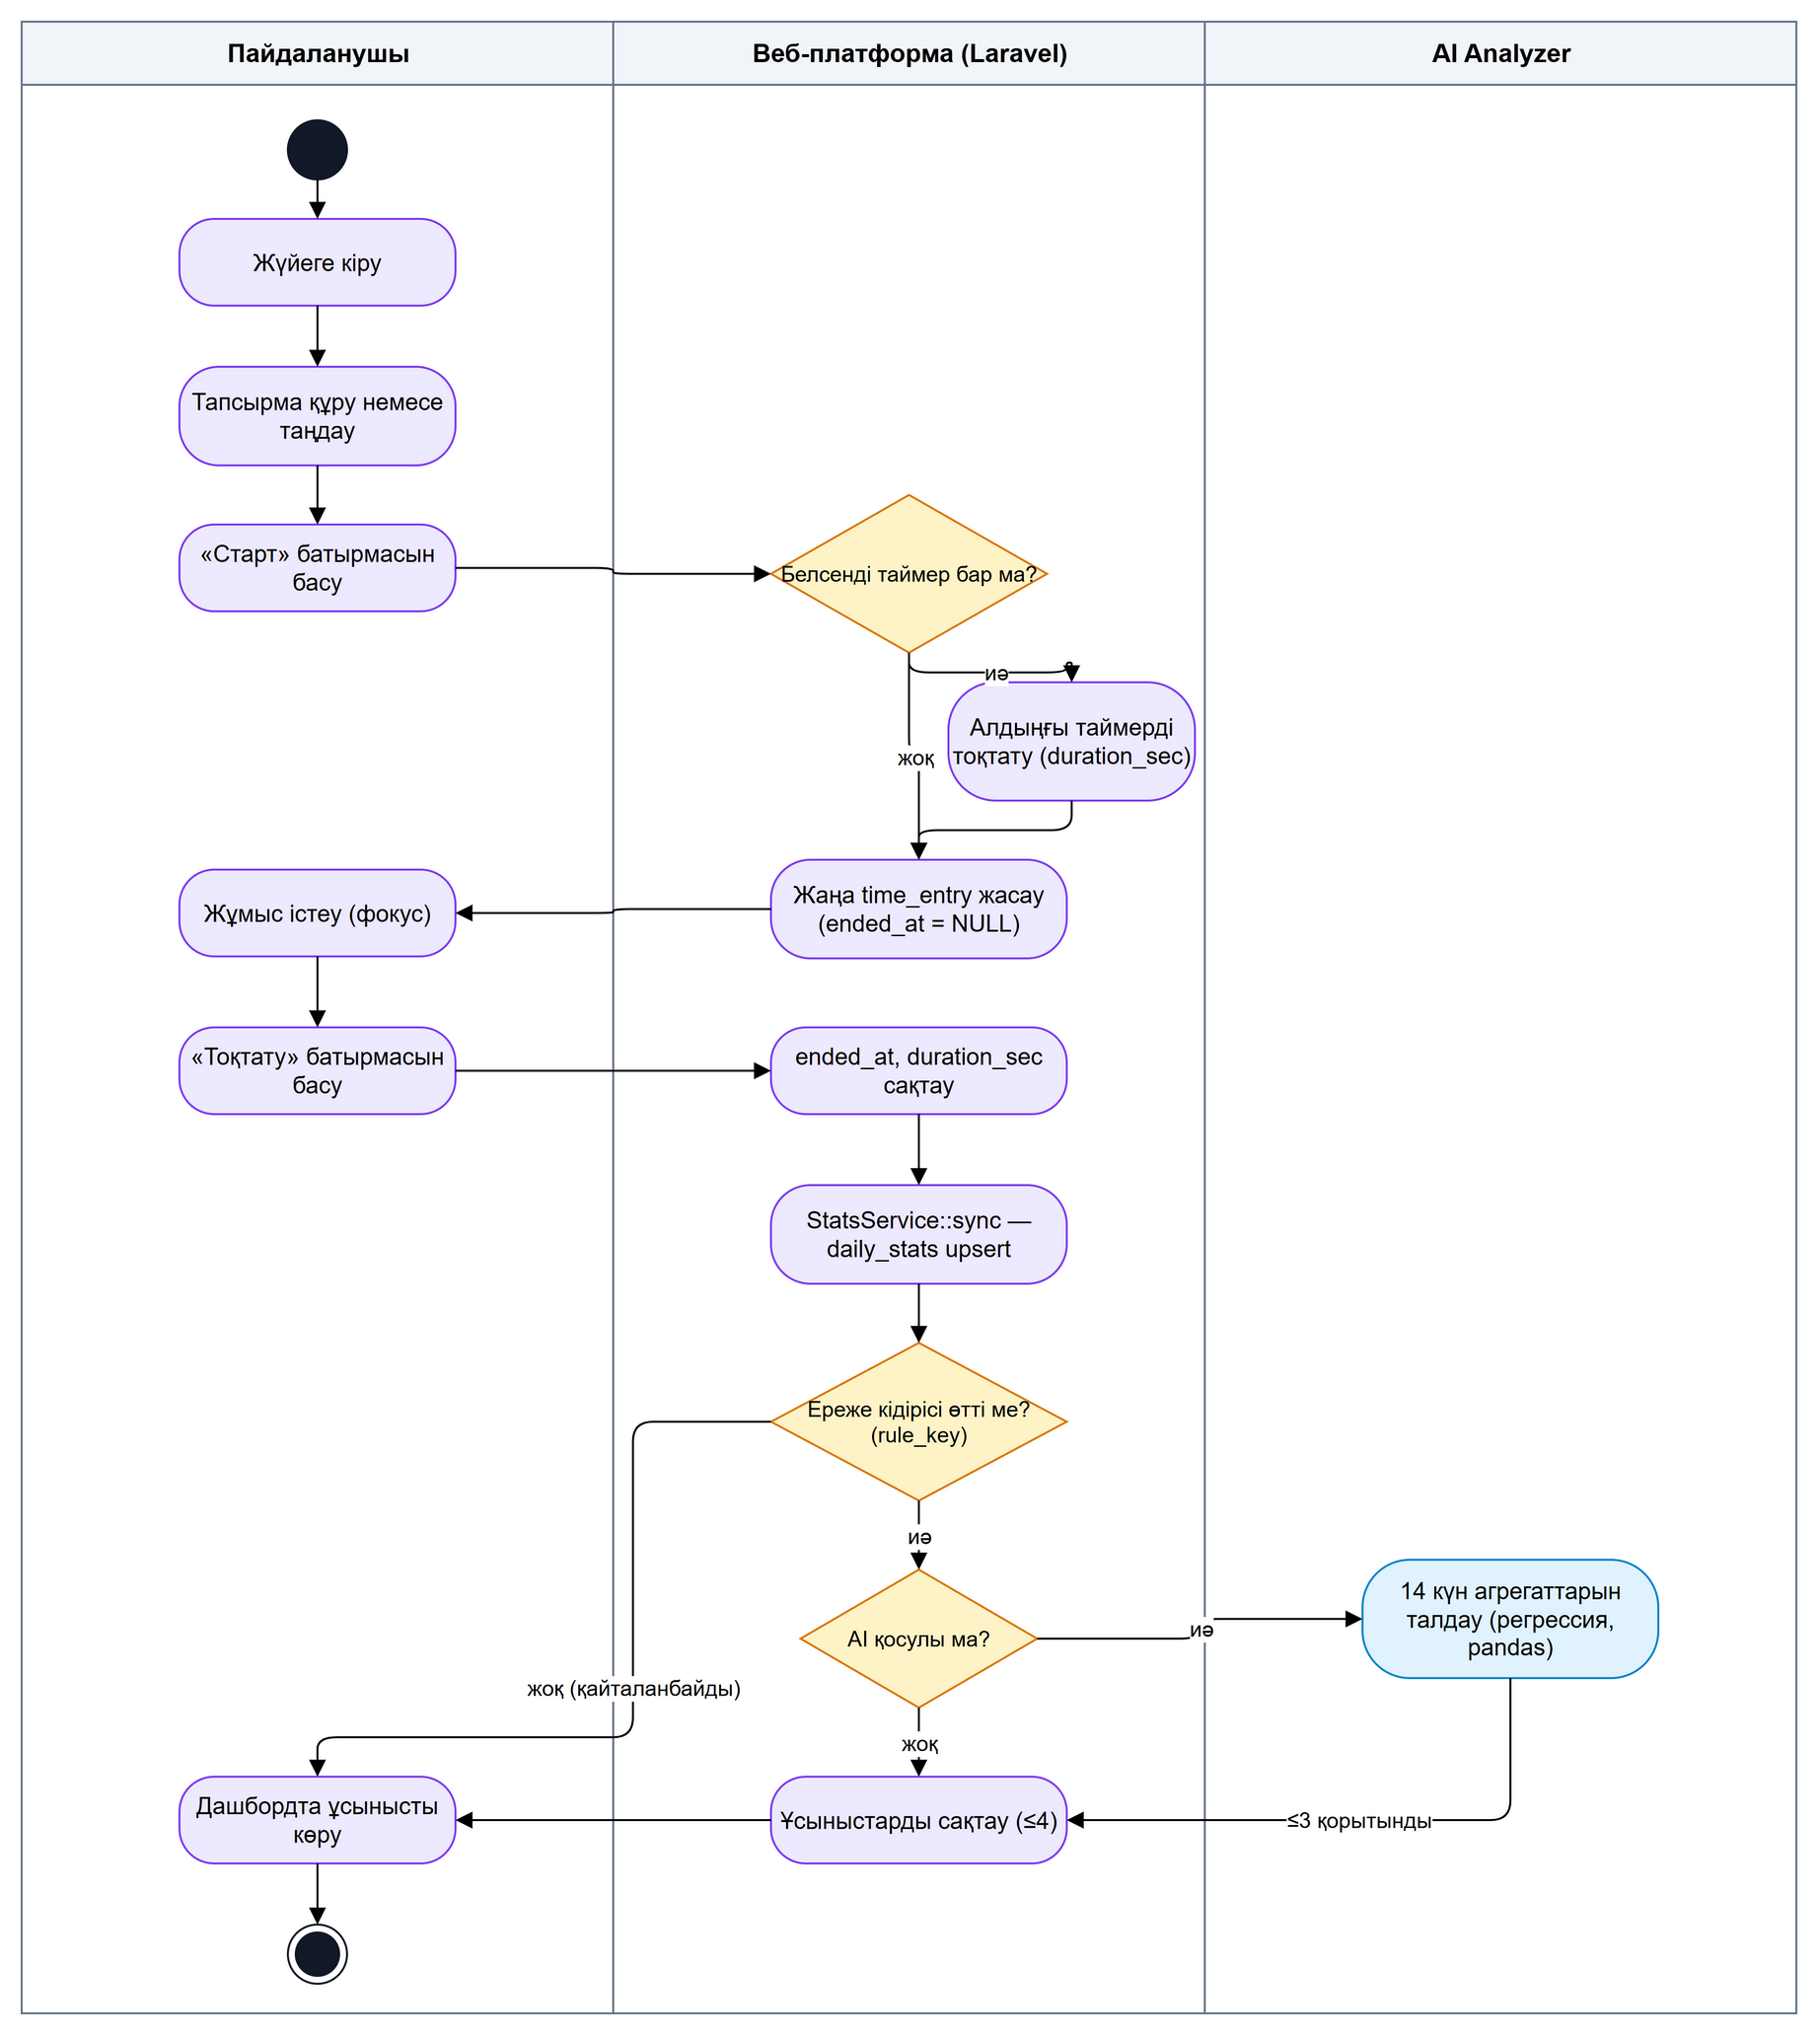 Пайдаланушы
Веб-платформа (Laravel)
AI Analyzer
Жүйеге кіру
Тапсырма құру немесе
таңдау
«Старт» батырмасын
басу
Белсенді таймер бар ма?
иә
Алдыңғы таймерді
тоқтату (duration_sec)
жоқ
Жаңа time_entry жасау
(ended_at = NULL)
Жұмыс істеу (фокус)
«Тоқтату» батырмасын
басу
ended_at, duration_sec
сақтау
StatsService::sync —
daily_stats upsert
Ереже кідірісі өтті ме?
(rule_key)
иә
AI қосулы ма?
иә
14 күн агрегаттарын
талдау (регрессия,
pandas)
жоқ (қайталанбайды)
жоқ
Дашбордта ұсынысты
көру
Ұсыныстарды сақтау (≤4)
≤3 қорытынды